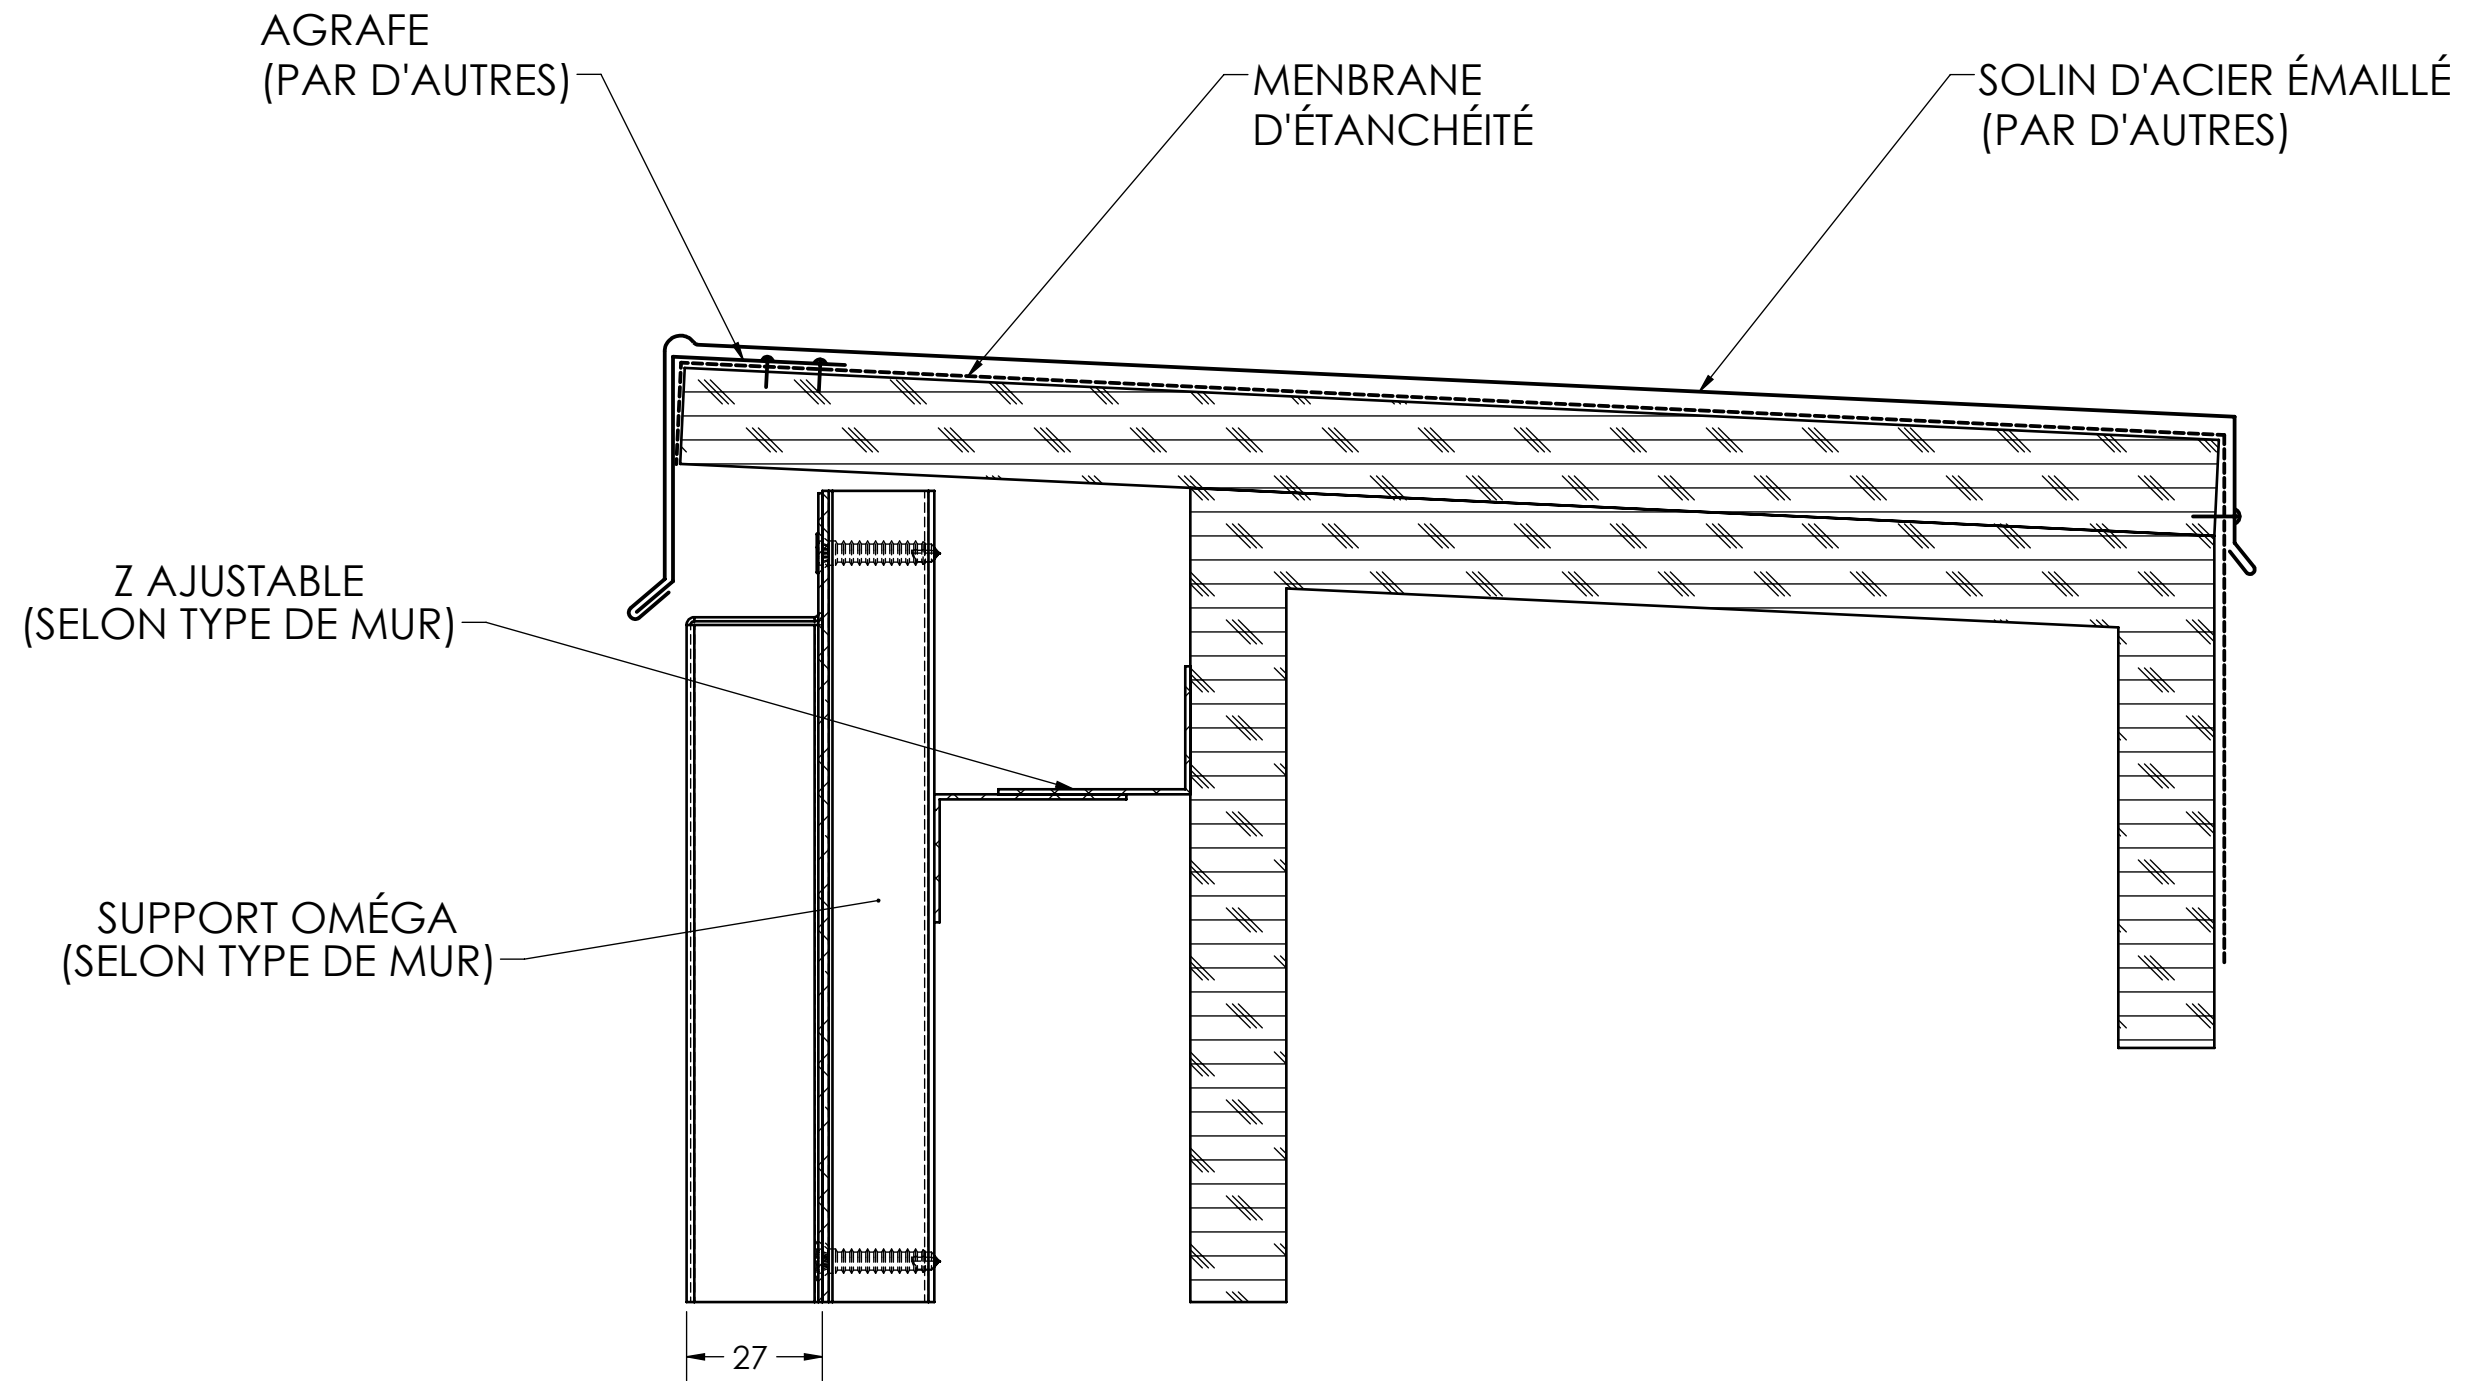 AGRAFE
(PAR D'AUTRES)
MENBRANE
D'ÉTANCHÉITÉ
SOLIN D'ACIER ÉMAILLÉ
(PAR D'AUTRES)
Z AJUSTABLE
(SELON TYPE DE MUR)
SUPPORT OMÉGA
(SELON TYPE DE MUR)
27